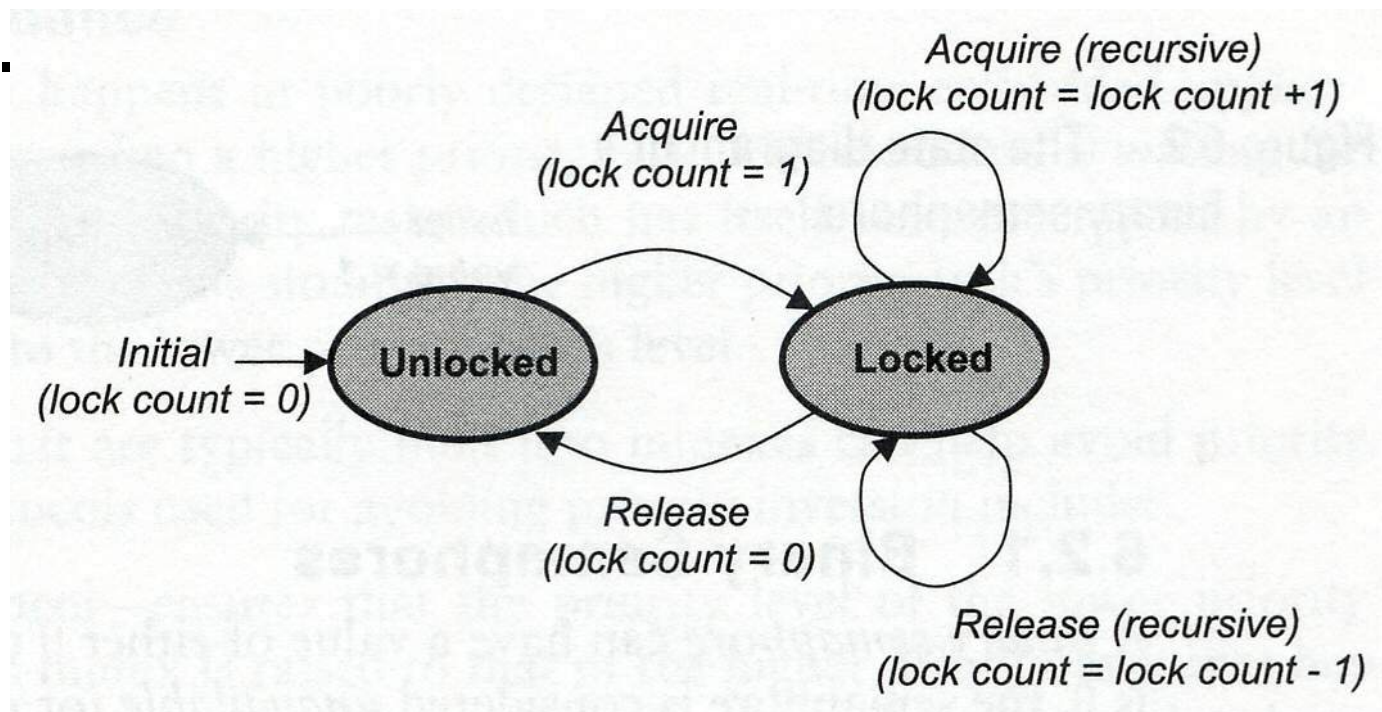 Acquire (recursive)
(lock count = lock count +1)
Acquire
(lock count = 1)
Initial
(lock count = 0)
Unlocked
Locked
Release
(lock count = 0)
Release (recursive)
(lock count = lock count - 1)